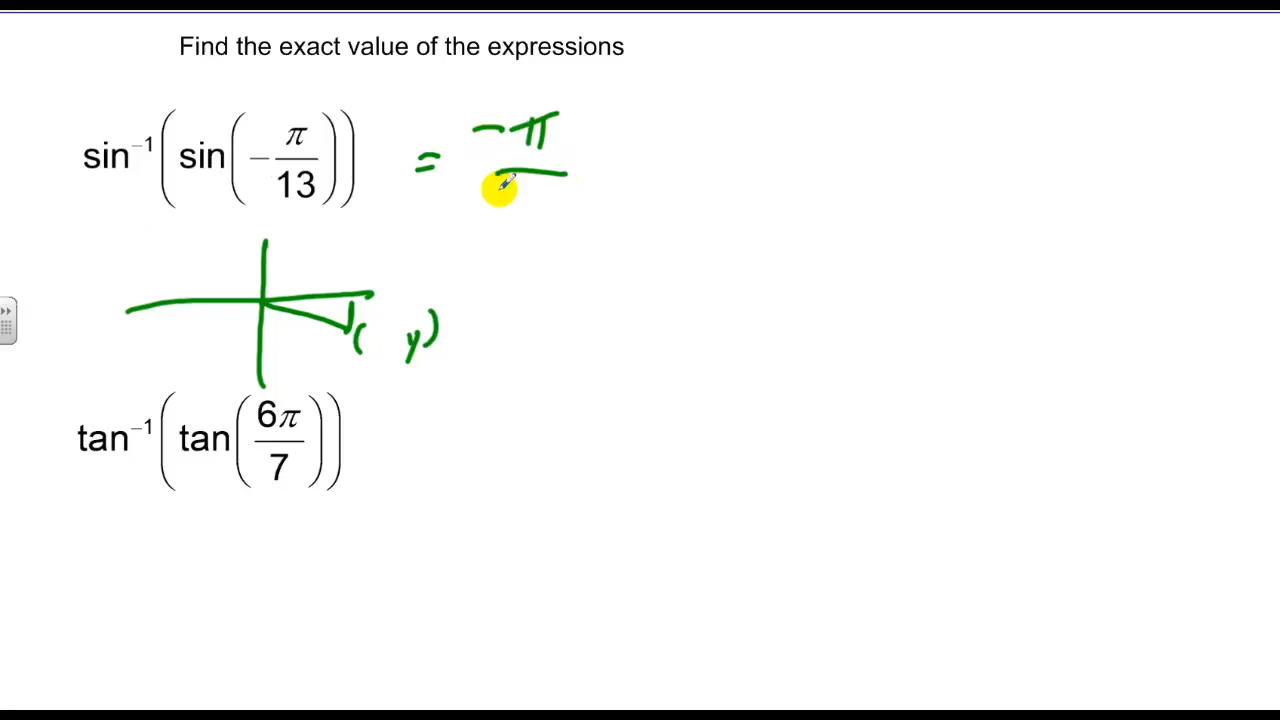 Find the exact value of the expressions
sin⁻¹(sin(−π/13)) = −π
( y)
tan⁻¹(tan(6π/7))